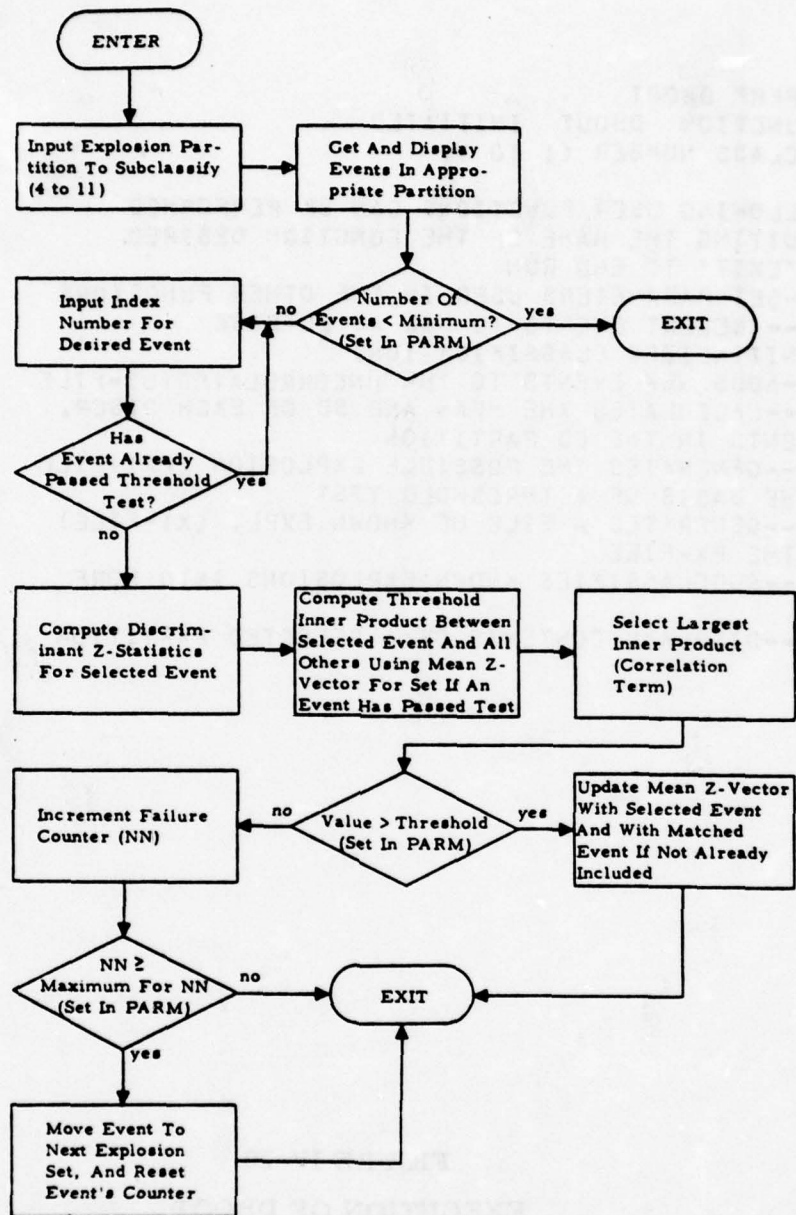 ENTER
Input Explosion Par-
tition To Subclassify
(4 to 11)
Get And Display
Events In Appro-
priate Partition
Input Index
Number For
Desired Event
no
Number Of
Events < Minimum?
(Set In PARM)
yes
EXIT
Has
Event Already
Passed Threshold
Test?
yes
no
Compute Discrim-
inant Z-Statistics
For Selected Event
Compute Threshold
Inner Product Between
Selected Event And All
Others Using Mean Z-
Vector For Set If An
Event Has Passed Test
Select Largest
Inner Product
(Correlation
Term)
Increment Failure
Counter (NN)
no
Value > Threshold
(Set In PARM)
yes
Update Mean Z-Vector
With Selected Event
And With Matched
Event If Not Already
Included
NN ≥
Maximum For NN
(Set In PARM)
no
EXIT
yes
Move Event To
Next Explosion
Set, And Reset
Event's Counter